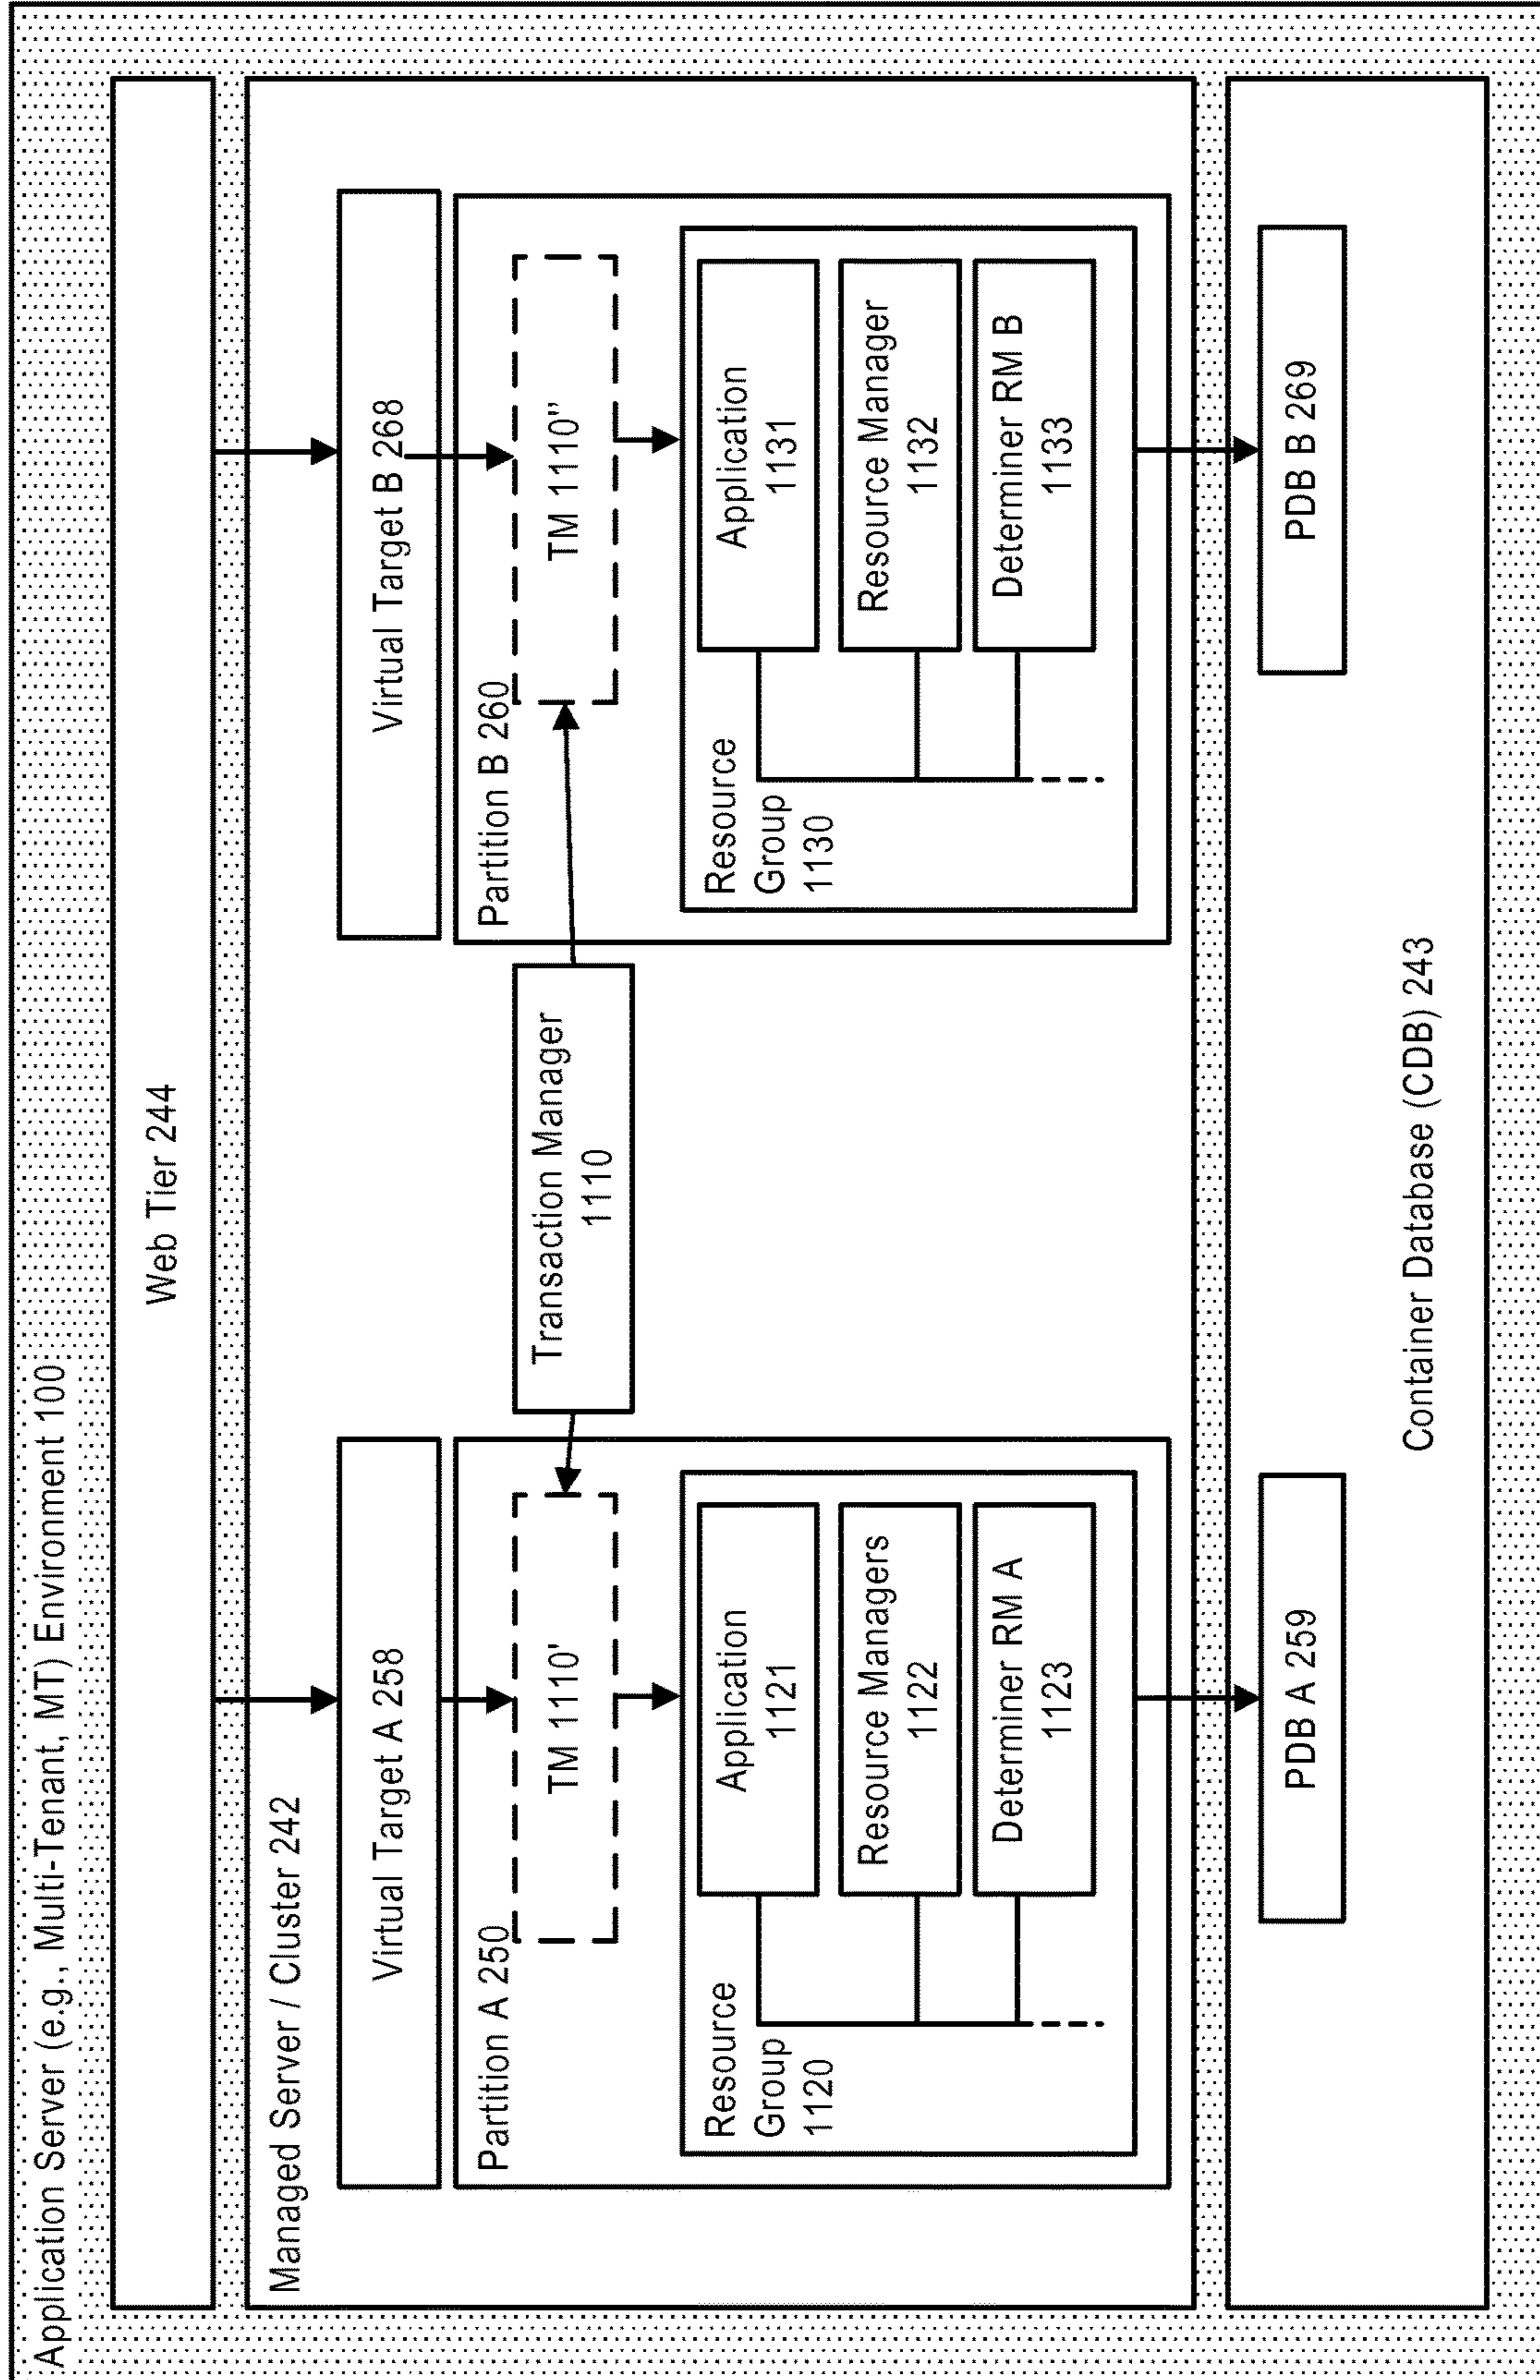 Application Server (e.g., Multi-Tenant, MT) Environment 100
Web Tier 244
Managed Server / Cluster 242
Virtual Target A 258
Partition A 250
TM 1110'
Resource
Group
1120
Application
1121
Resource Managers
1122
Determiner RM A
1123
Transaction Manager
1110
Virtual Target B 268
Partition B 260
TM 1110"
Resource
Group
1130
Application
1131
Resource Manager
1132
Determiner RM B
1133
PDB A 259
PDB B 269
Container Database (CDB) 243